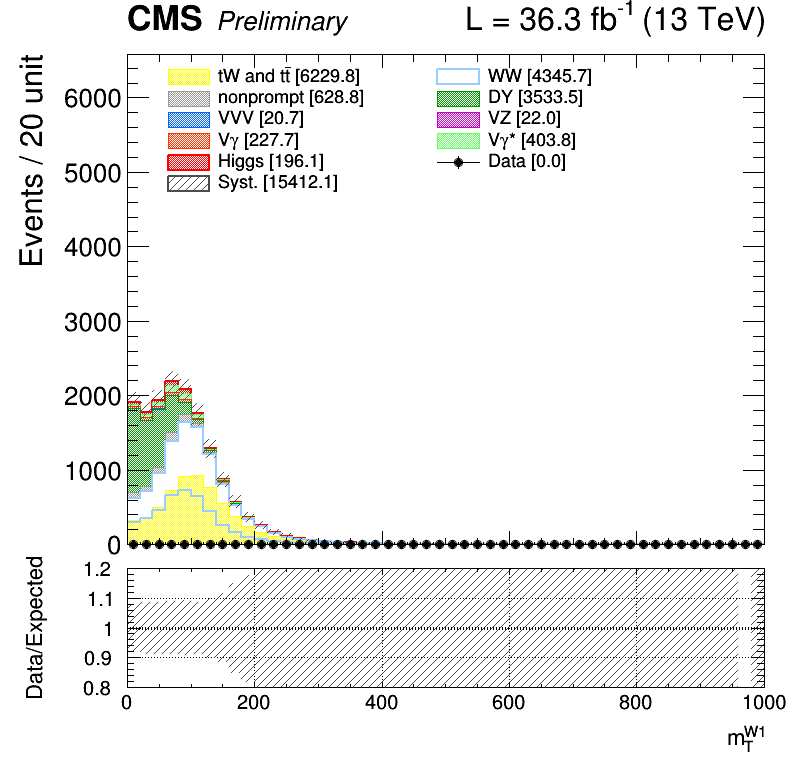 CMS Preliminary L = 36.3 fb⁻¹ (13 TeV)
Events / 20 unit
6000
5000
4000
3000
2000
1000
0
tW and tt̄ [6229.8]
nonprompt [628.8]
VVV [20.7]
Vγ [227.7]
Higgs [196.1]
Syst. [15412.1]
WW [4345.7]
DY [3533.5]
VZ [22.0]
Vγ* [403.8]
Data [0.0]
Data/Expected
1.2
1.1
1
0.9
0.8
0 200 400 600 800 1000
m_T^W1